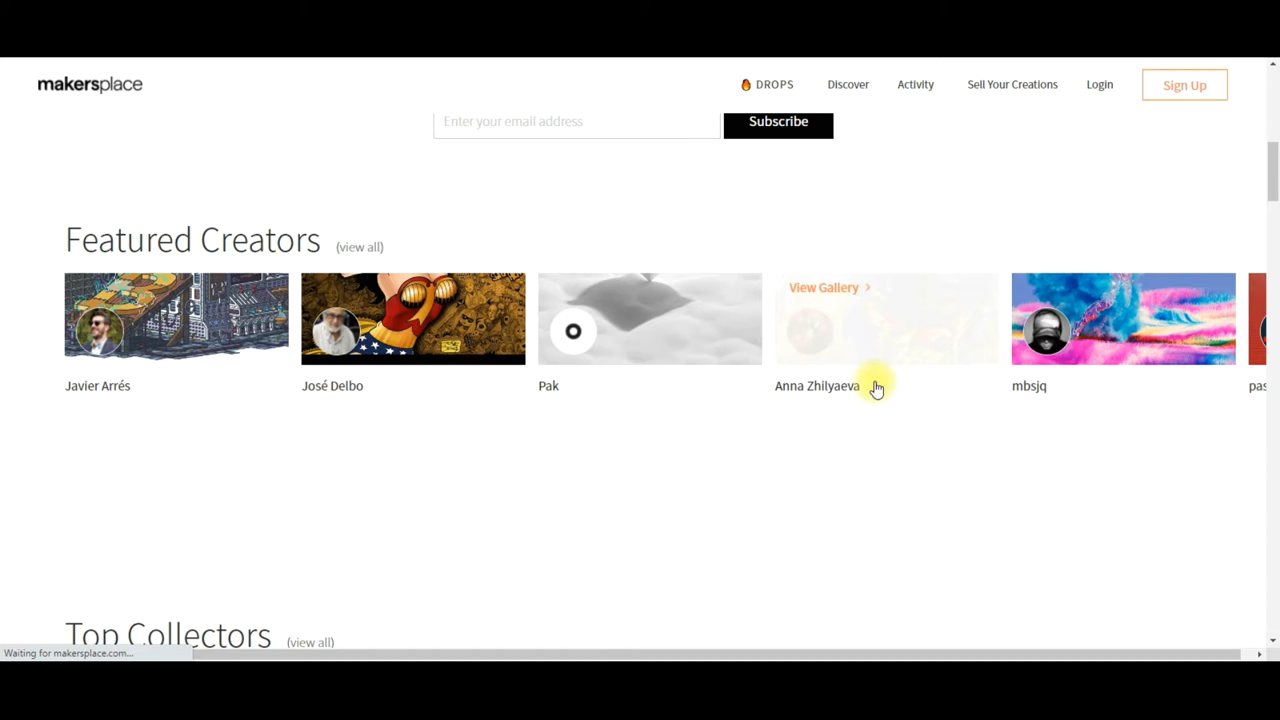 makersplace
🔥 DROPS
Discover
Activity
Sell Your Creations
Login
Sign Up
Enter your email address
Subscribe
Featured Creators (view all)
View Gallery >
Javier Arrés
José Delbo
Pak
Anna Zhilyaeva
mbsjq
pas
Top Collectors (view all)
Waiting for makersplace.com...